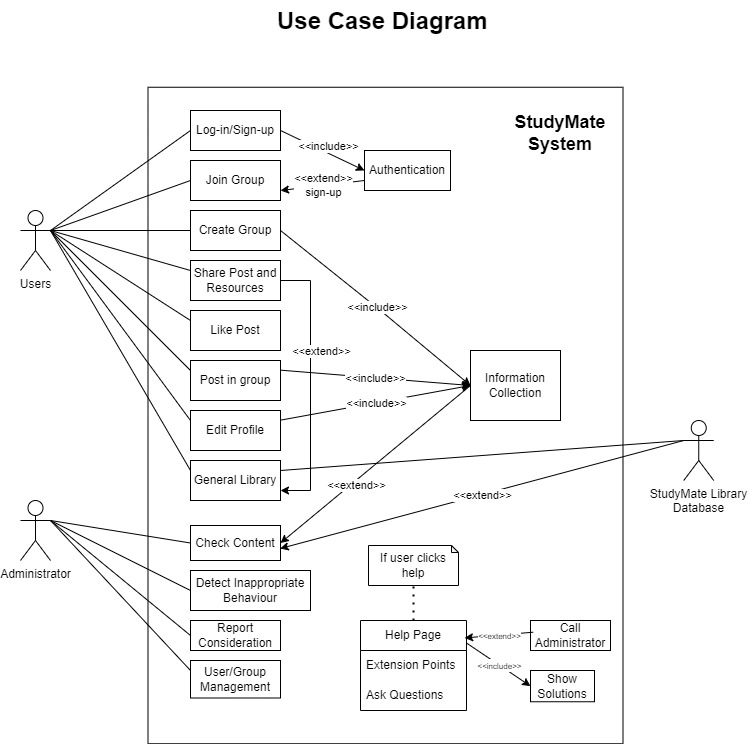 Use Case Diagram
StudyMate
System
Log-in/Sign-up
<<include>>
Authentication
Join Group
<<extend>>
sign-up
Create Group
Users
Share Post and
Resources
<<include>>
Like Post
<<extend>>
Information
Collection
Post in group
<<include>>
<<include>>
Edit Profile
General Library
<<extend>>
<<extend>>
StudyMate Library
Database
Check Content
Administrator
If user clicks
help
Detect Inappropriate
Behaviour
Report
Consideration
Help Page
<<extend>>
Call
Administrator
Extension Points
<<include>>
User/Group
Management
Show
Solutions
Ask Questions